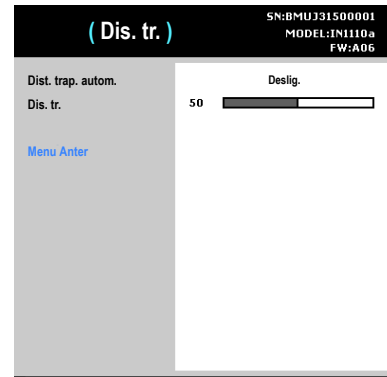 ( Dis. tr. )
SN:BMUJ31500001
MODEL:IN1110a
FW:A06
Dist. trap. autom. Deslig.
Dis. tr. 50
Menu Anter